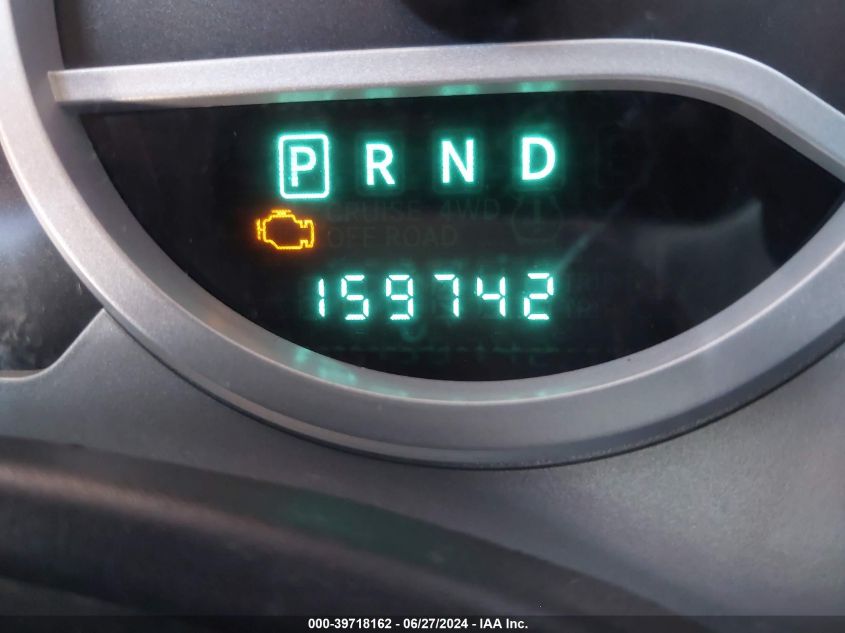 P R N D
CRUISE 4WD
OFF ROAD
159742
000-39718162 - 06/27/2024 - IAA Inc.